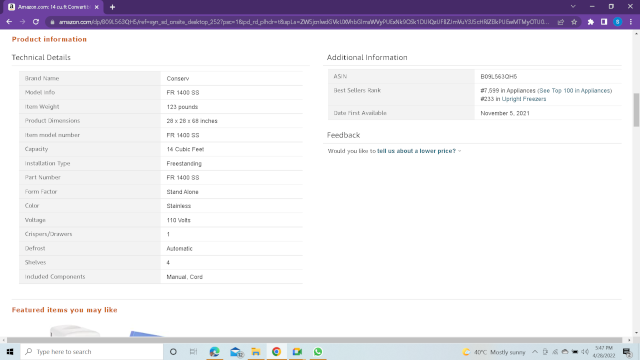 Amazon.com: 14 cu.ft Convertible
amazon.com/dp/B09L563QH5/ref=syn_sd_onsite_desktop_252?psc=1&pd_rd_plhdr=t&
Product information
Technical Details
Brand Name Conserv
Model Info FR 1400 SS
Item Weight 123 pounds
Product Dimensions 28 x 28 x 68 inches
Item model number FR 1400 SS
Capacity 14 Cubic Feet
Installation Type Freestanding
Part Number FR 1400 SS
Form Factor Stand Alone
Color Stainless
Voltage 110 Volts
Crispers/Drawers 1
Defrost Automatic
Shelves 4
Included Components Manual, Cord
Additional Information
ASIN B09L563QH5
Best Sellers Rank #7,599 in Appliances (See Top 100 in Appliances)
#233 in Upright Freezers
Date First Available November 5, 2021
Feedback
Would you like to tell us about a lower price?
Featured items you may like
Type here to search
40°C Mostly sunny
5:47 PM
4/28/2022